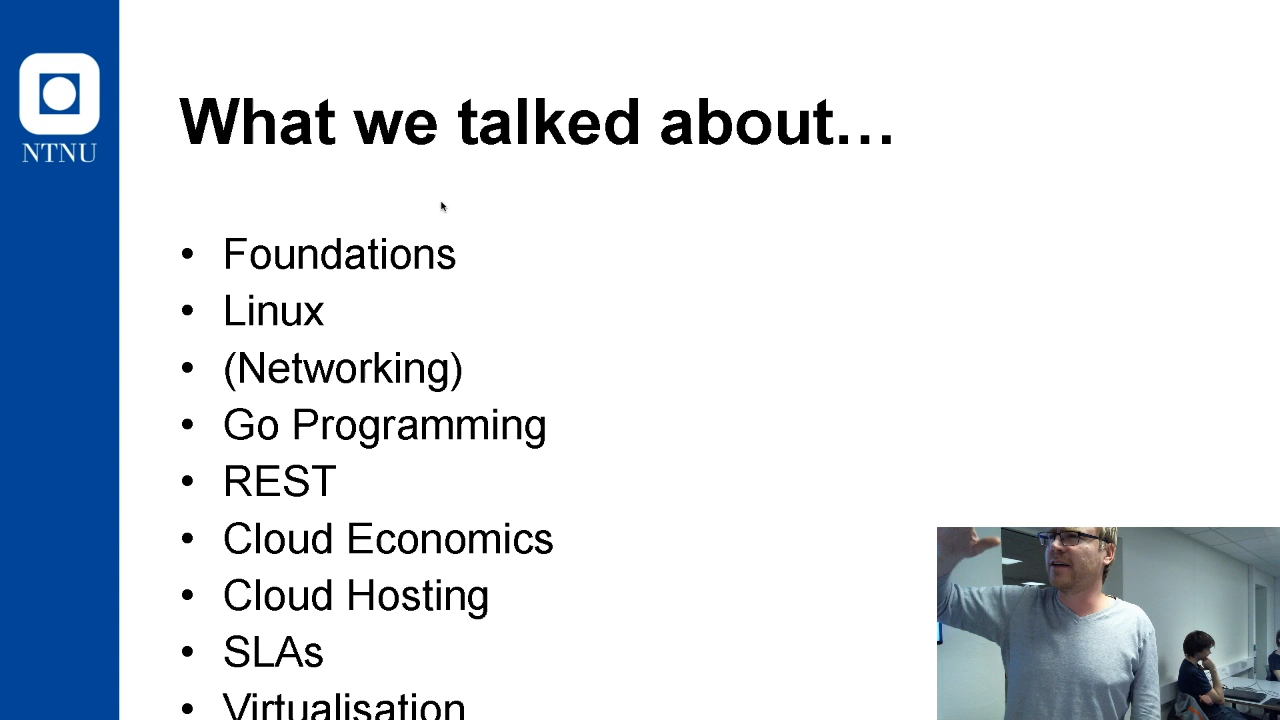 NTNU
What we talked about…
• Foundations
• Linux
• (Networking)
• Go Programming
• REST
• Cloud Economics
• Cloud Hosting
• SLAs
• Virtualisation